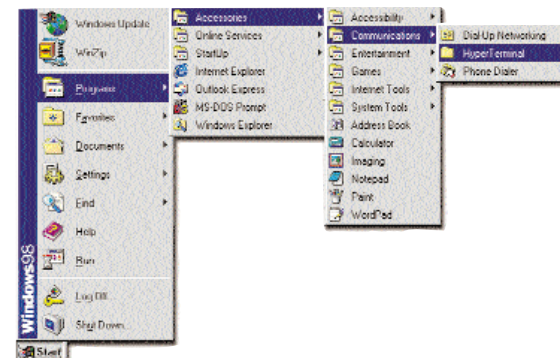 Windows Update
WinZip
Programs
Favorites
Documents
Settings
Find
Help
Run
Log Off...
Shut Down...
Windows98
Start
Accessories
Online Services
StartUp
Internet Explorer
Outlook Express
MS-DOS Prompt
Windows Explorer
Accessibility
Communications
Entertainment
Games
Internet Tools
System Tools
Address Book
Calculator
Imaging
Notepad
Paint
WordPad
Dial-Up Networking
HyperTerminal
Phone Dialer